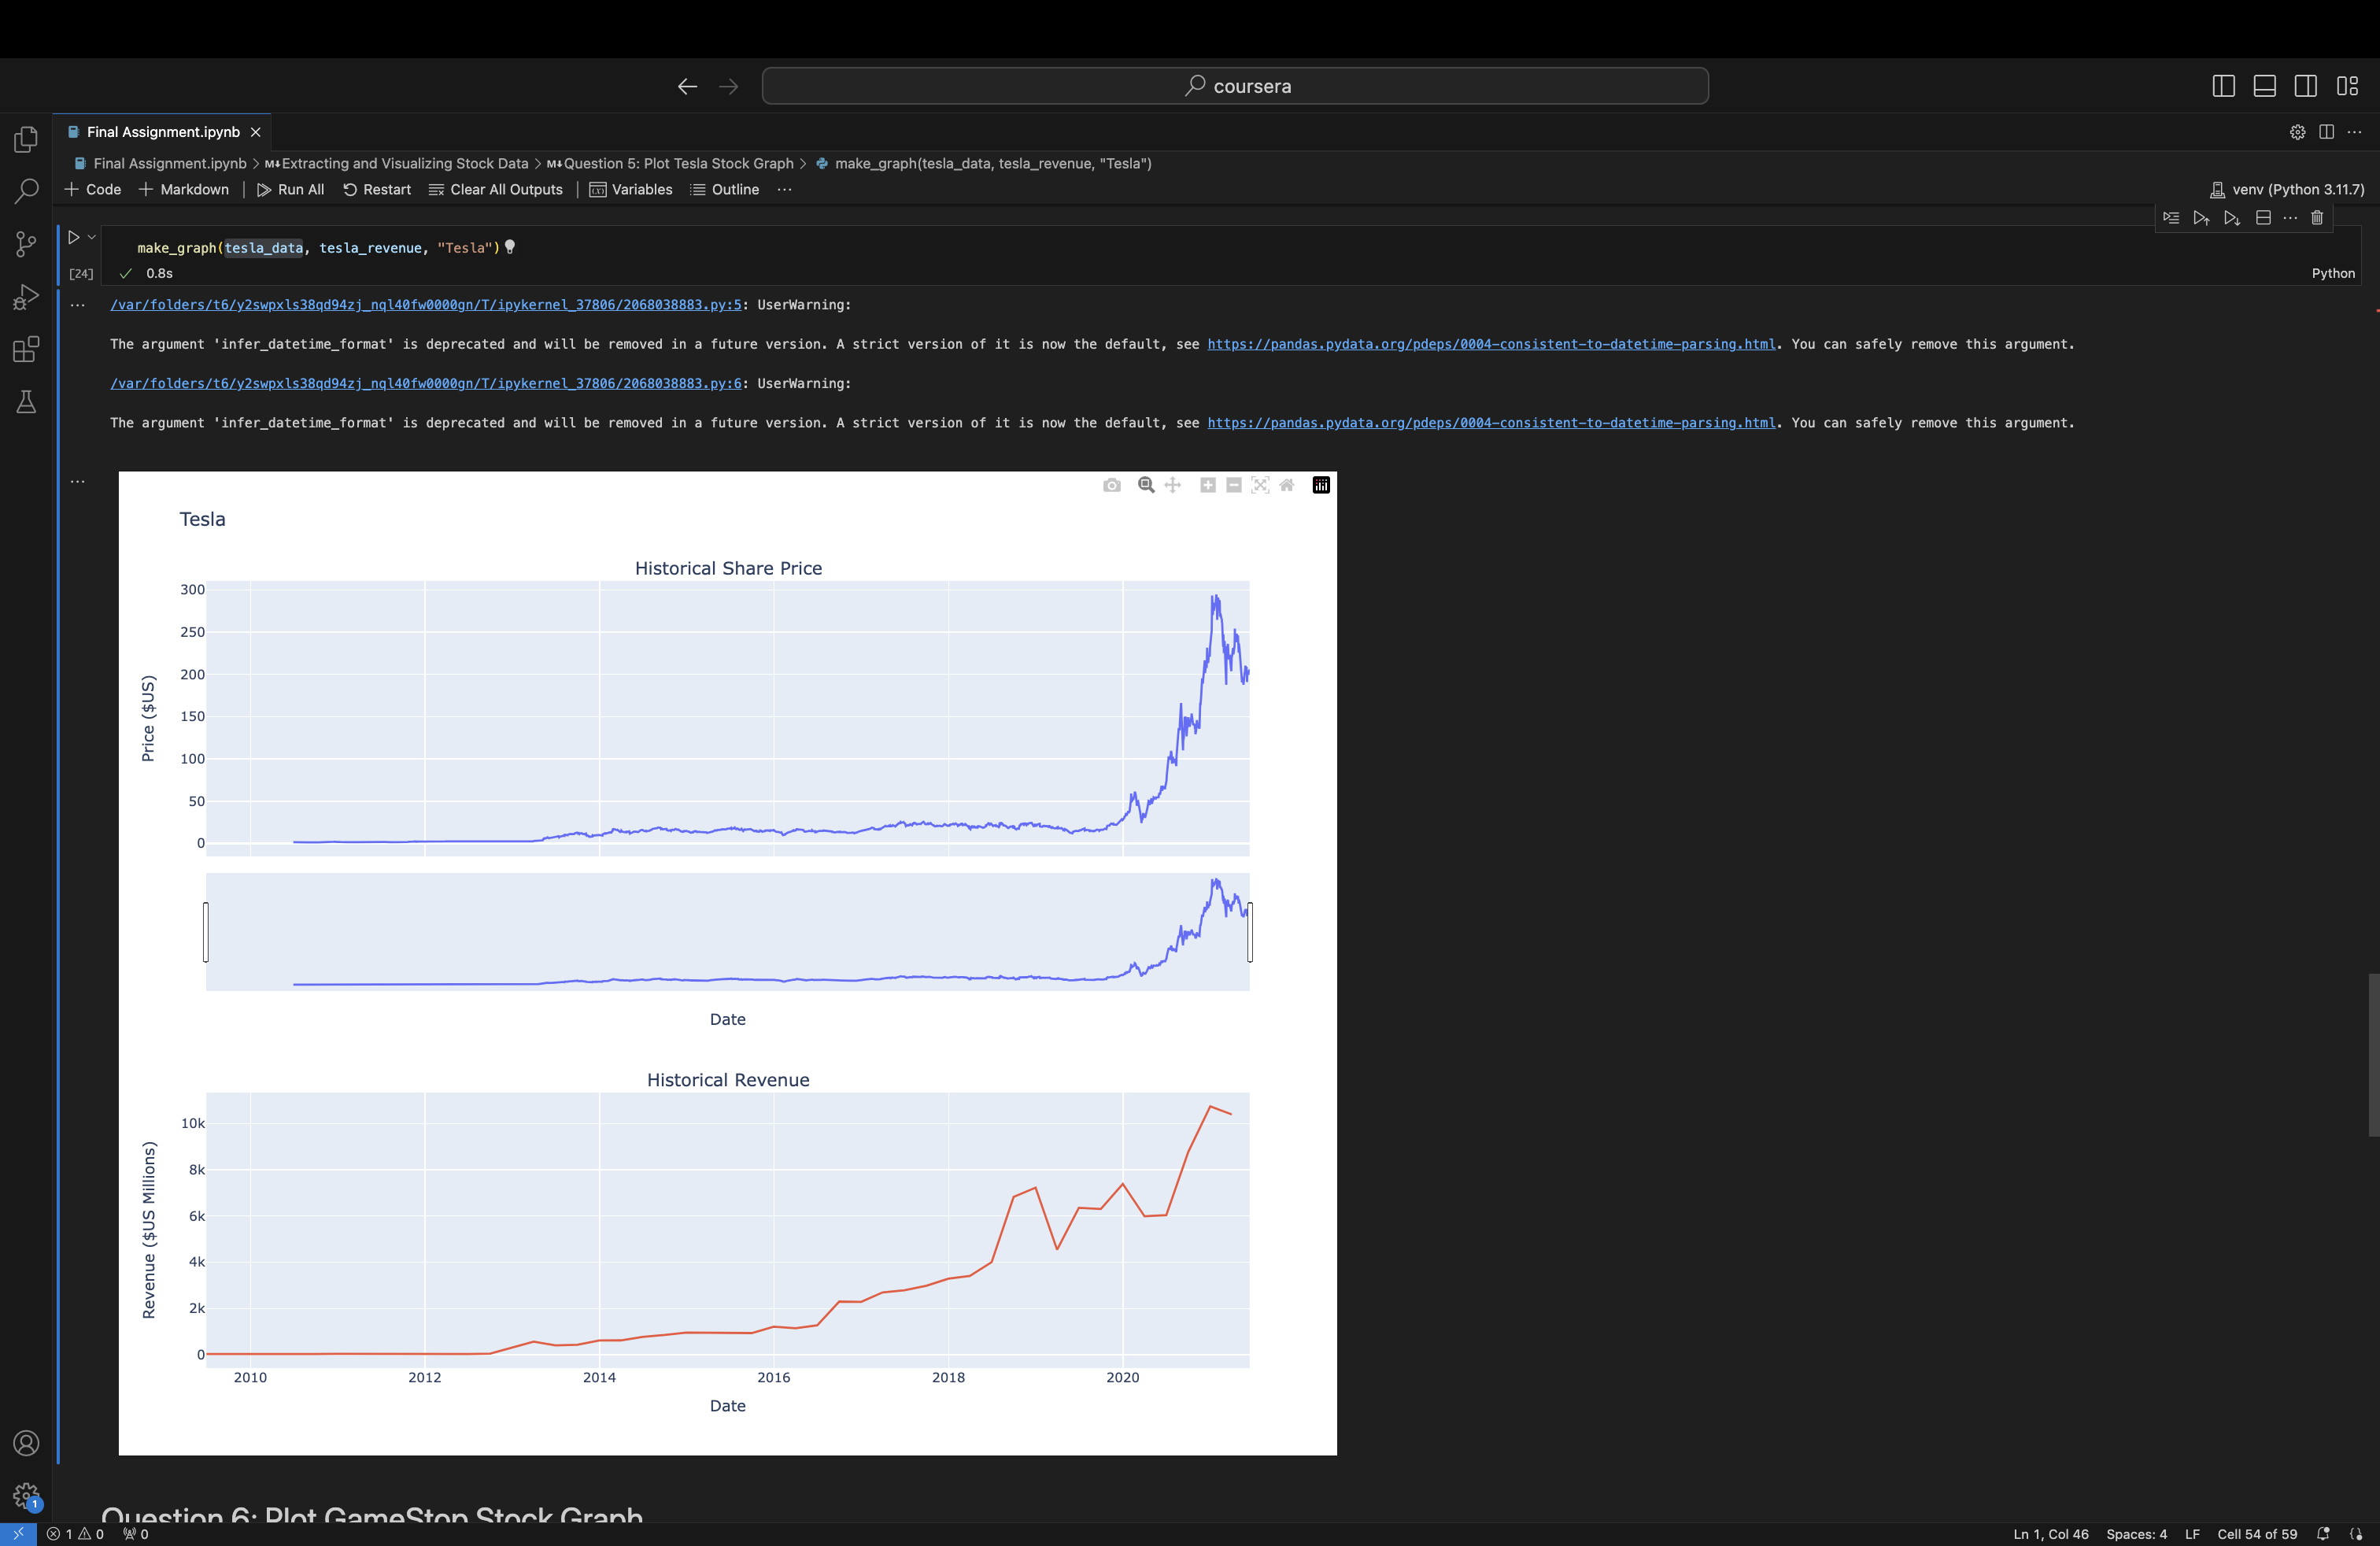 coursera
Final Assignment.ipynb
Final Assignment.ipynb > M↓Extracting and Visualizing Stock Data > M↓Question 5: Plot Tesla Stock Graph > make_graph(tesla_data, tesla_revenue, "Tesla")
+ Code + Markdown | Run All Restart Clear All Outputs | Variables Outline ··· venv (Python 3.11.7)
make_graph(tesla_data, tesla_revenue, "Tesla")
[24] 0.8s Python
/var/folders/t6/y2swpxls38qd94zj_nql40fw0000gn/T/ipykernel_37806/2068038883.py:5: UserWarning:
The argument 'infer_datetime_format' is deprecated and will be removed in a future version. A strict version of it is now the default, see https://pandas.pydata.org/pdeps/0004-consistent-to-datetime-parsing.html. You can safely remove this argument.
/var/folders/t6/y2swpxls38qd94zj_nql40fw0000gn/T/ipykernel_37806/2068038883.py:6: UserWarning:
The argument 'infer_datetime_format' is deprecated and will be removed in a future version. A strict version of it is now the default, see https://pandas.pydata.org/pdeps/0004-consistent-to-datetime-parsing.html. You can safely remove this argument.
Tesla
Historical Share Price
Price ($US)
300
250
200
150
100
50
0
Date
Historical Revenue
Revenue ($US Millions)
10k
8k
6k
4k
2k
0
2010 2012 2014 2016 2018 2020
Date
Question 6: Plot GameStop Stock Graph
1
1 0 0 Ln 1, Col 46 Spaces: 4 LF Cell 54 of 59